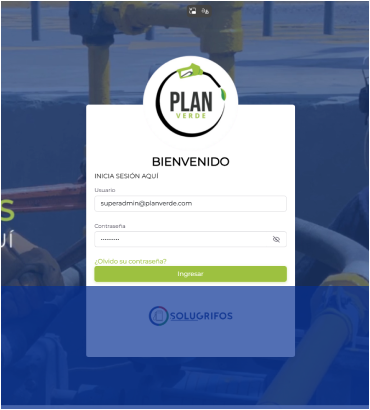 PLAN
VERDE
BIENVENIDO
INICIA SESIÓN AQUÍ
Usuario
superadmin@planverde.com
Contraseña
¿Olvido su contraseña?
Ingresar
SOLUGRIFOS